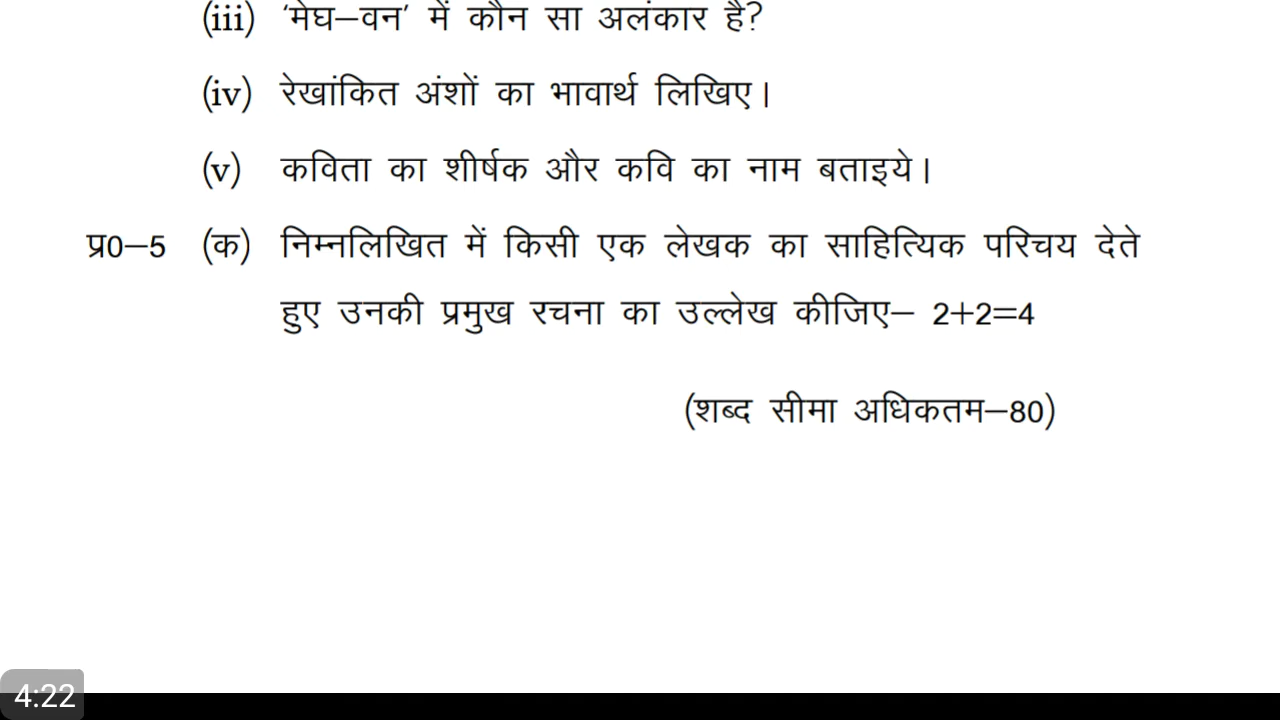 (iii) ‘मेघ–वन’ में कौन सा अलंकार है?
(iv) रेखांकित अंशों का भावार्थ लिखिए।
(v) कविता का शीर्षक और कवि का नाम बताइये।
प्र0–5 (क) निम्नलिखित में किसी एक लेखक का साहित्यिक परिचय देते
हुए उनकी प्रमुख रचना का उल्लेख कीजिए– 2+2=4
(शब्द सीमा अधिकतम–80)
4:22